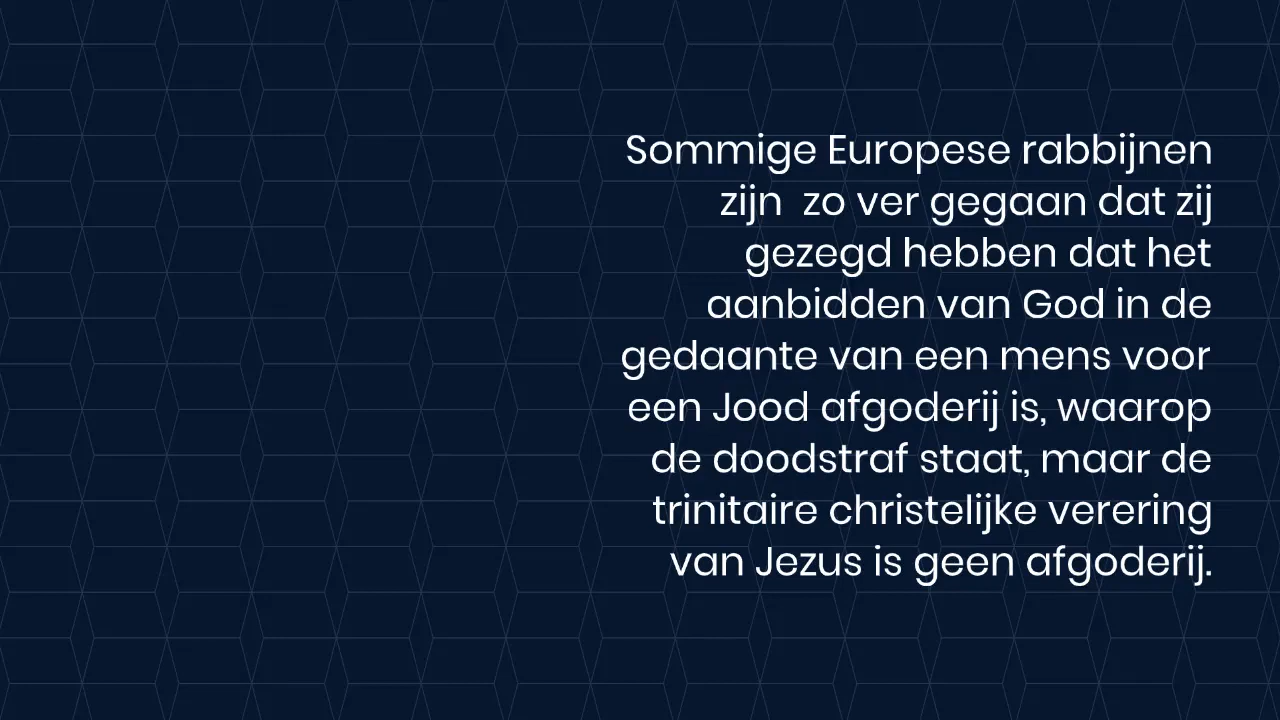 Sommige Europese rabbijnen
zijn  zo ver gegaan dat zij
gezegd hebben dat het
aanbidden van God in de
gedaante van een mens voor
een Jood afgoderij is, waarop
de doodstraf staat, maar de
trinitaire christelijke verering
van Jezus is geen afgoderij.